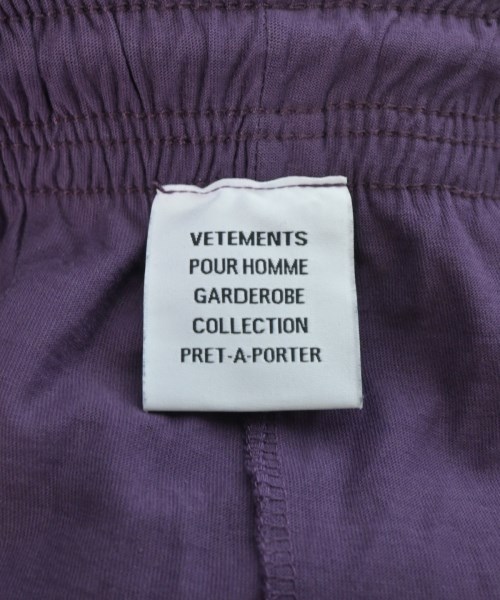 VETEMENTS
POUR HOMME
GARDEROBE
COLLECTION
PRET-A-PORTER